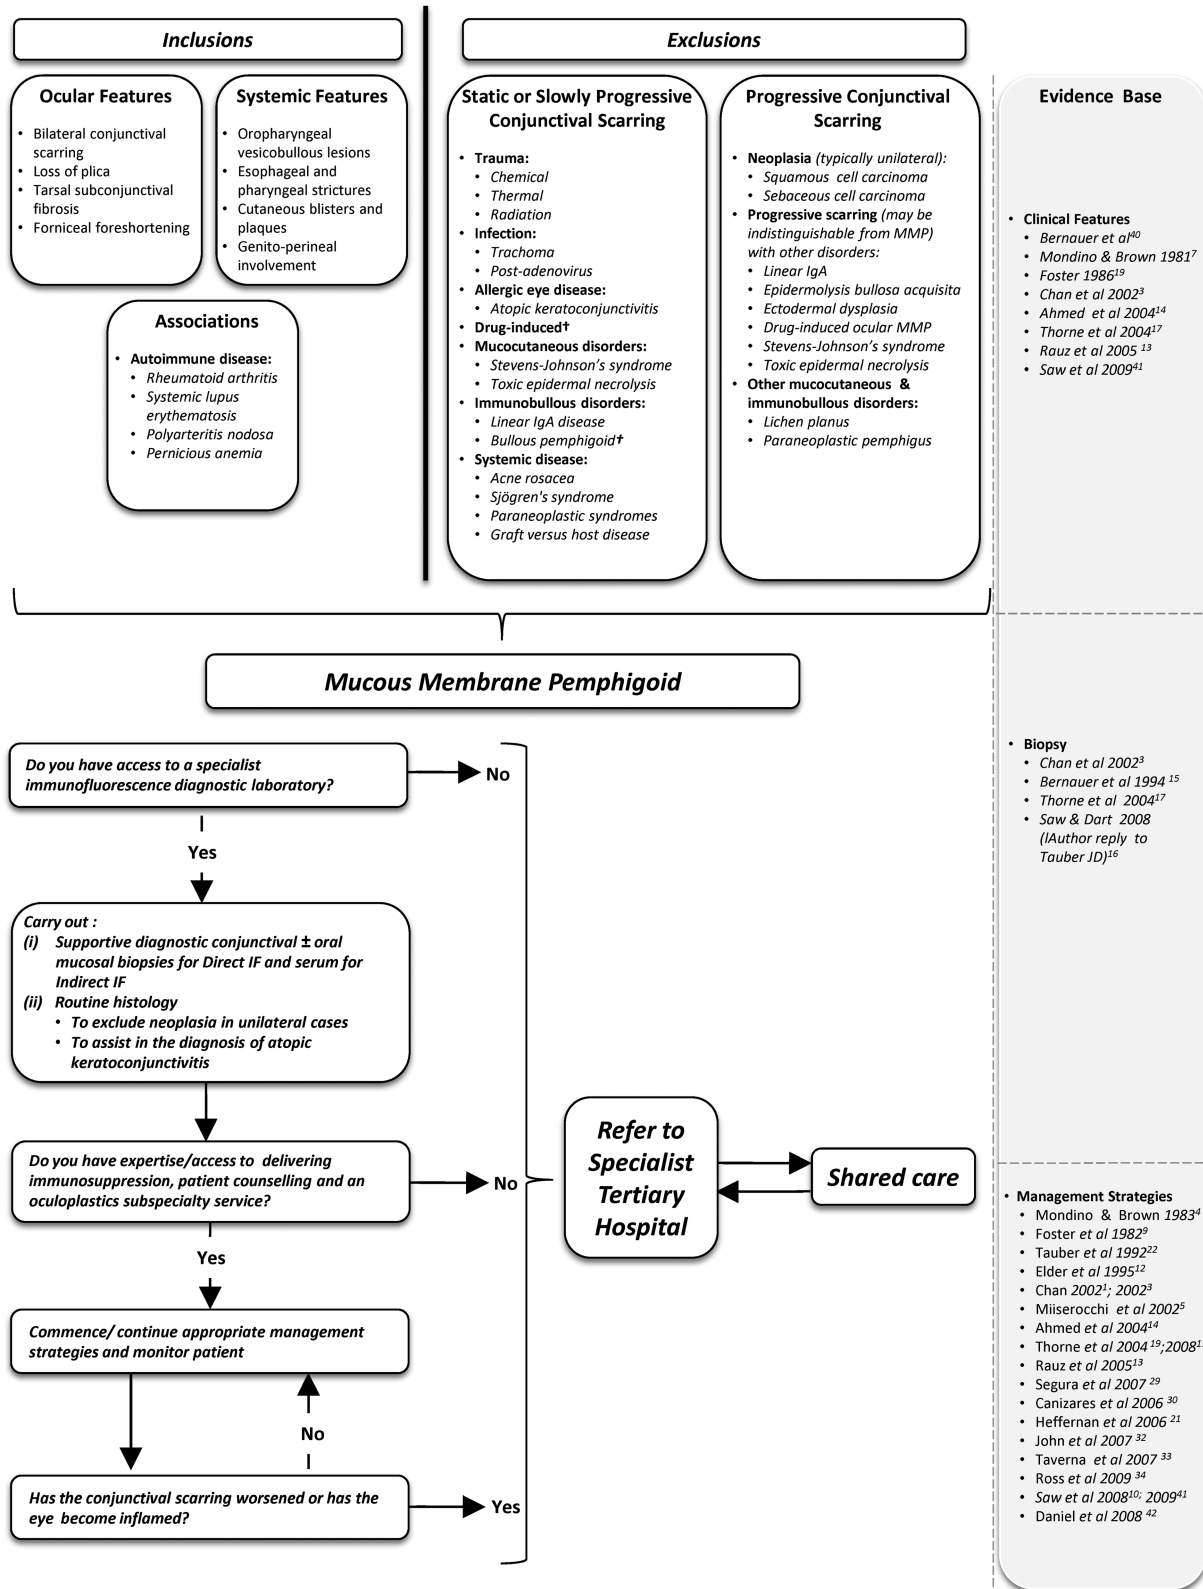 Inclusions
Exclusions
Ocular Features
• Bilateral conjunctival
scarring
• Loss of plica
• Tarsal subconjunctival
fibrosis
• Forniceal foreshortening
Systemic Features
• Oropharyngeal
vesicobullous lesions
• Esophageal and
pharyngeal strictures
• Cutaneous blisters and
plaques
• Genito-perineal
involvement
Associations
• Autoimmune disease:
• Rheumatoid arthritis
• Systemic lupus
erythematosis
• Polyarteritis nodosa
• Pernicious anemia
Static or Slowly Progressive
Conjunctival Scarring
• Trauma:
• Chemical
• Thermal
• Radiation
• Infection:
• Trachoma
• Post-adenovirus
• Allergic eye disease:
• Atopic keratoconjunctivitis
• Drug-induced†
• Mucocutaneous disorders:
• Stevens-Johnson’s syndrome
• Toxic epidermal necrolysis
• Immunobullous disorders:
• Linear IgA disease
• Bullous pemphigoid†
• Systemic disease:
• Acne rosacea
• Sjögren's syndrome
• Paraneoplastic syndromes
• Graft versus host disease
Progressive Conjunctival
Scarring
• Neoplasia (typically unilateral):
• Squamous cell carcinoma
• Sebaceous cell carcinoma
• Progressive scarring (may be
indistinguishable from MMP)
with other disorders:
• Linear IgA
• Epidermolysis bullosa acquisita
• Ectodermal dysplasia
• Drug-induced ocular MMP
• Stevens-Johnson’s syndrome
• Toxic epidermal necrolysis
• Other mucocutaneous &
immunobullous disorders:
• Lichen planus
• Paraneoplastic pemphigus
Evidence Base
• Clinical Features
• Bernauer et al40
• Mondino & Brown 19817
• Foster 198619
• Chan et al 20023
• Ahmed et al 200414
• Thorne et al 200417
• Rauz et al 2005 13
• Saw et al 200941
Mucous Membrane Pemphigoid
Do you have access to a specialist
immunofluorescence diagnostic laboratory?
No
Yes
Carry out :
(i) Supportive diagnostic conjunctival ± oral
mucosal biopsies for Direct IF and serum for
Indirect IF
(ii) Routine histology
• To exclude neoplasia in unilateral cases
• To assist in the diagnosis of atopic
keratoconjunctivitis
Do you have expertise/access to delivering
immunosuppression, patient counselling and an
oculoplastics subspecialty service?
No
Yes
Commence/ continue appropriate management
strategies and monitor patient
No
Has the conjunctival scarring worsened or has the
eye become inflamed?
Yes
Refer to
Specialist
Tertiary
Hospital
Shared care
• Biopsy
• Chan et al 20023
• Bernauer 1994 15
• Thorne et al 200417
• Saw & Dart 2008
(lAuthor reply to
Tauber JD)16
• Management Strategies
• Mondino & Brown 19834
• Foster et al 19829
• Tauber et al 199222
• Elder et al 199512
• Chan 20021; 20023
• Miiserocchi et al 20025
• Ahmed et al 200414
• Thorne et al 2004 19;2008
• Rauz et al 200513
• Segura et al 2007 29
• Canizares et al 2006 30
• Heffernan et al 2006 21
• John et al 2007 32
• Taverna et al 2007 33
• Ross et al 2009 34
• Saw et al 200810; 200941
• Daniel et al 2008 42